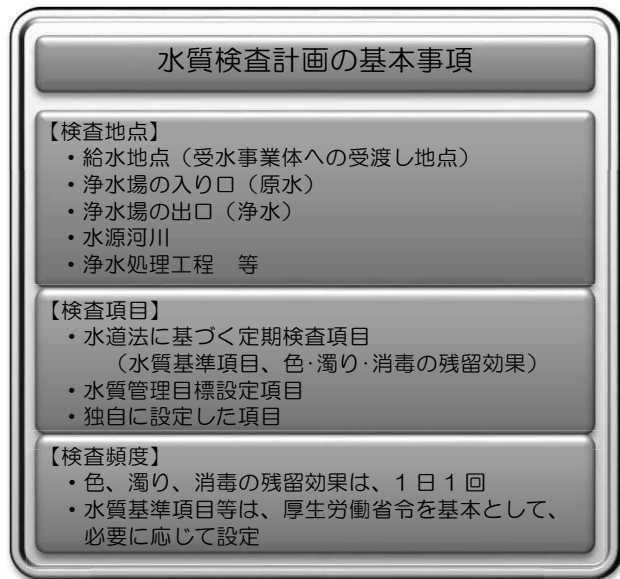 水質検査計画の基本事項
【検査地点】
・給水地点（受水事業体への受渡し地点）
・浄水場の入り口（原水）
・浄水場の出口（浄水）
・水源河川
・浄水処理工程　等
【検査項目】
・水道法に基づく定期検査項目
（水質基準項目、色・濁り・消毒の残留効果）
・水質管理目標設定項目
・独自に設定した項目
【検査頻度】
・色、濁り、消毒の残留効果は、１日１回
・水質基準項目等は、厚生労働省令を基本として、
必要に応じて設定